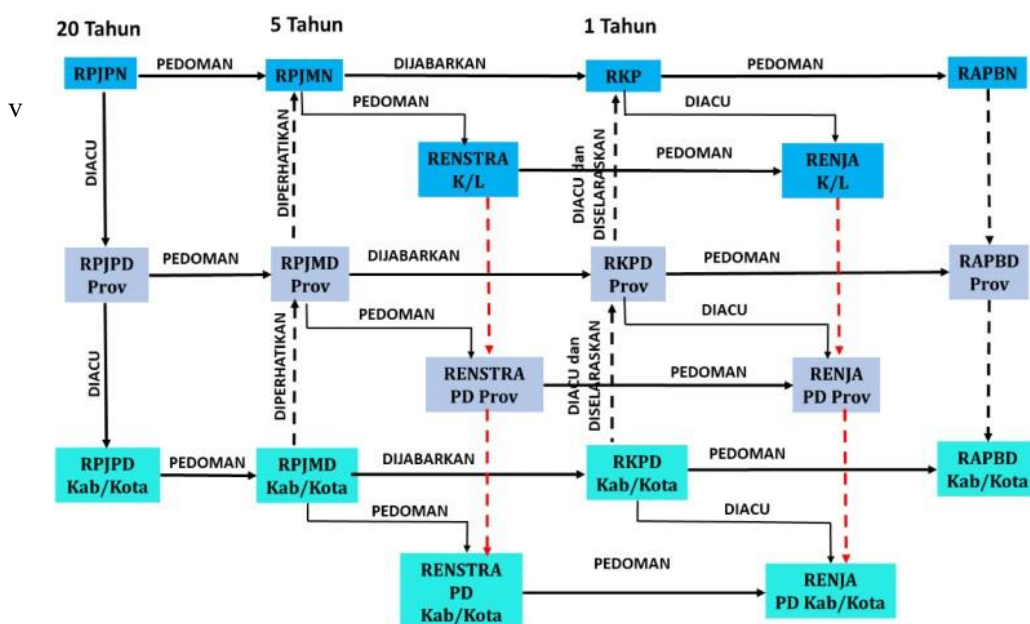 20 Tahun
5 Tahun
1 Tahun
RPJPN
PEDOMAN
RPJMN
DIJABARKAN
RKP
PEDOMAN
RAPBN
v
PEDOMAN
DIACU
DIACU
DIPERHATIKAN
RENSTRA
K/L
PEDOMAN
DIACU dan
DISELARASKAN
RENJA
K/L
RPJPD
Prov
PEDOMAN
RPJMD
Prov
DIJABARKAN
RKPD
Prov
PEDOMAN
RAPBD
Prov
PEDOMAN
DIACU
DIACU
DIPERHATIKAN
RENSTRA
PD Prov
PEDOMAN
DIACU dan
DISELARASKAN
RENJA
PD Prov
RPJPD
Kab/Kota
PEDOMAN
RPJMD
Kab/Kota
DIJABARKAN
RKPD
Kab/Kota
PEDOMAN
RAPBD
Kab/Kota
PEDOMAN
DIACU
RENSTRA
PD
Kab/Kota
PEDOMAN
RENJA
PD Kab/Kota